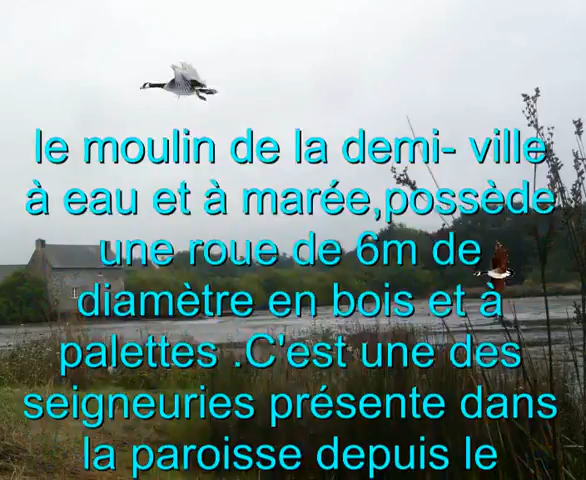 le moulin de la demi- ville
à eau et à marée,possède
une roue de 6m de
diamètre en bois et à
palettes .C'est une des
seigneuries présente dans
la paroisse depuis le